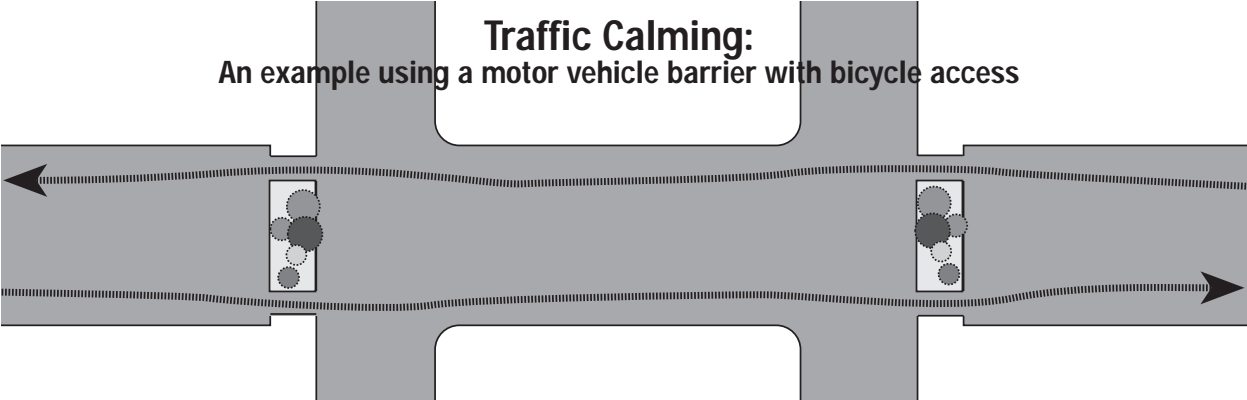 Traffic Calming:
An example using a motor vehicle barrier with bicycle access